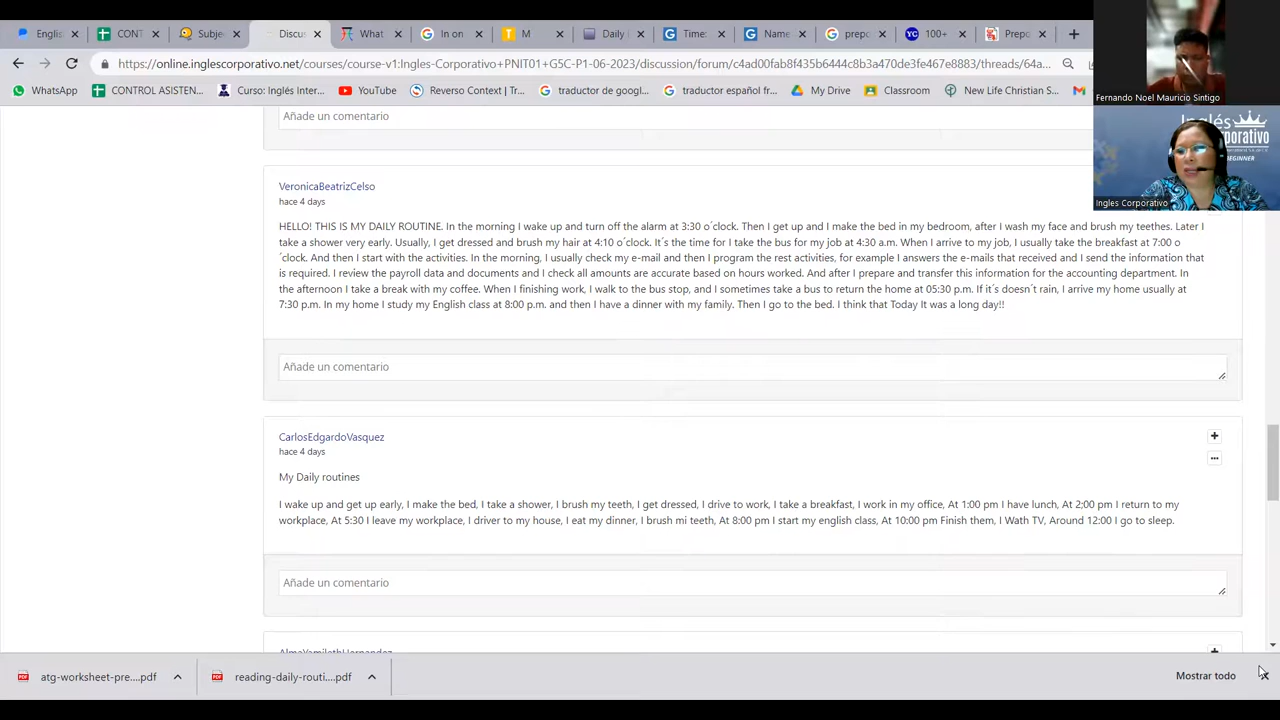 Englis
CONT
Subje
Discus
What
In on
M
Daily
Time:
Name
prepo
100+
Prepo
https://online.inglescorporativo.net/courses/course-v1:Ingles-Corporativo+PNIT01+G5C-P1-06-2023/discussion/forum/c4ad00fab8f435b6444c8b3a470dc3fe467e8883/threads/64a...
WhatsApp
CONTROL ASISTEN...
Curso: Inglés Inter...
YouTube
Reverso Context | Tr...
traductor de googl...
traductor español fr...
My Drive
Classroom
New Life Christian S...
Fernando Noel Mauricio Sintigo
Inglés
BEGINNER
Ingles Corporativo
Añade un comentario
VeronicaBeatrizCelso
hace 4 days
HELLO! THIS IS MY DAILY ROUTINE. In the morning I wake up and turn off the alarm at 3:30 o´clock. Then I get up and I make the bed in my bedroom, after I wash my face and brush my teethes. Later I
take a shower very early. Usually, I get dressed and brush my hair at 4:10 o´clock. It´s the time for I take the bus for my job at 4:30 a.m. When I arrive to my job, I usually take the breakfast at 7:00 o
´clock. And then I start with the activities. In the morning, I usually check my e-mail and then I program the rest activities, for example I answers the e-mails that received and I send the information that
is required. I review the payroll data and documents and I check all amounts are accurate based on hours worked. And after I prepare and transfer this information for the accounting department. In
the afternoon I take a break with my coffee. When I finishing work, I walk to the bus stop, and I sometimes take a bus to return the home at 05:30 p.m. If it´s doesn´t rain, I arrive my home usually at
7:30 p.m. In my home I study my English class at 8:00 p.m. and then I have a dinner with my family. Then I go to the bed. I think that Today It was a long day!!
Añade un comentario
CarlosEdgardoVasquez
hace 4 days
My Daily routines
I wake up and get up early, I make the bed, I take a shower, I brush my teeth, I get dressed, I drive to work, I take a breakfast, I work in my office, At 1:00 pm I have lunch, At 2;00 pm I return to my
workplace, At 5:30 I leave my workplace, I driver to my house, I eat my dinner, I brush mi teeth, At 8:00 pm I start my english class, At 10:00 pm Finish them, I Wath TV, Around 12:00 I go to sleep.
Añade un comentario
AlmaYamilethHernandez
atg-worksheet-pre....pdf
reading-daily-routi....pdf
Mostrar todo